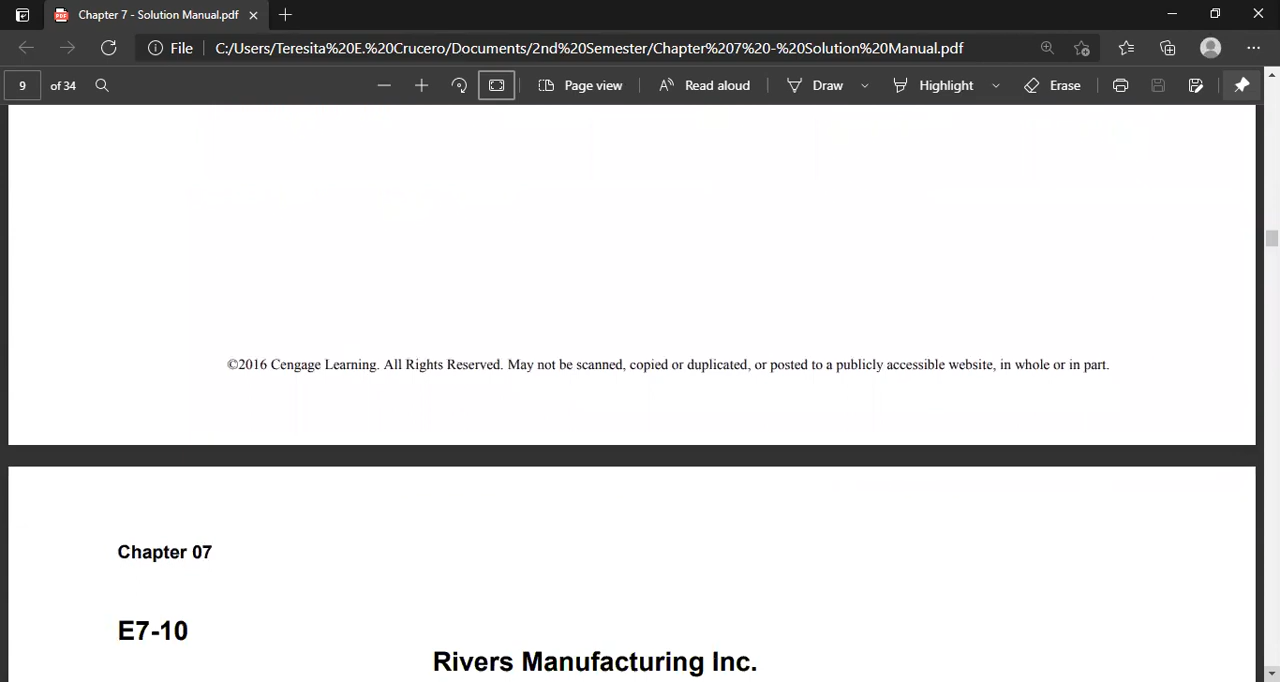 Chapter 7 - Solution Manual.pdf
File C:/Users/Teresita%20E.%20Crucero/Documents/2nd%20Semester/Chapter%207%20-%20Solution%20Manual.pdf
9 of 34 Page view Read aloud Draw Highlight Erase
©2016 Cengage Learning. All Rights Reserved. May not be scanned, copied or duplicated, or posted to a publicly accessible website, in whole or in part.
Chapter 07
E7-10
Rivers Manufacturing Inc.